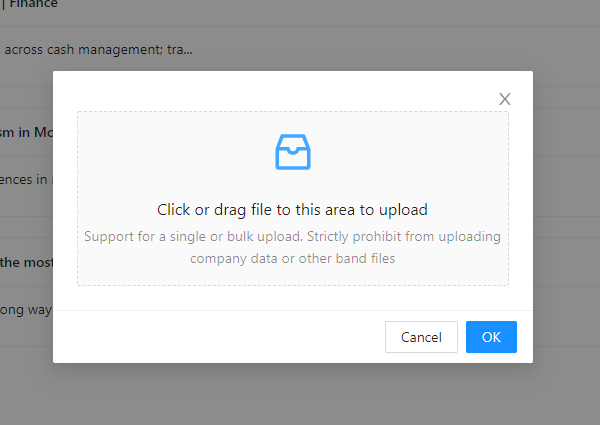 | Finance
across cash management; tra...
sm in Mo
Click or drag file to this area to upload
ences in
Support for a single or bulk upload. Strictly prohibit from uploading
company data or other band files
the most
ong way
Cancel
OK